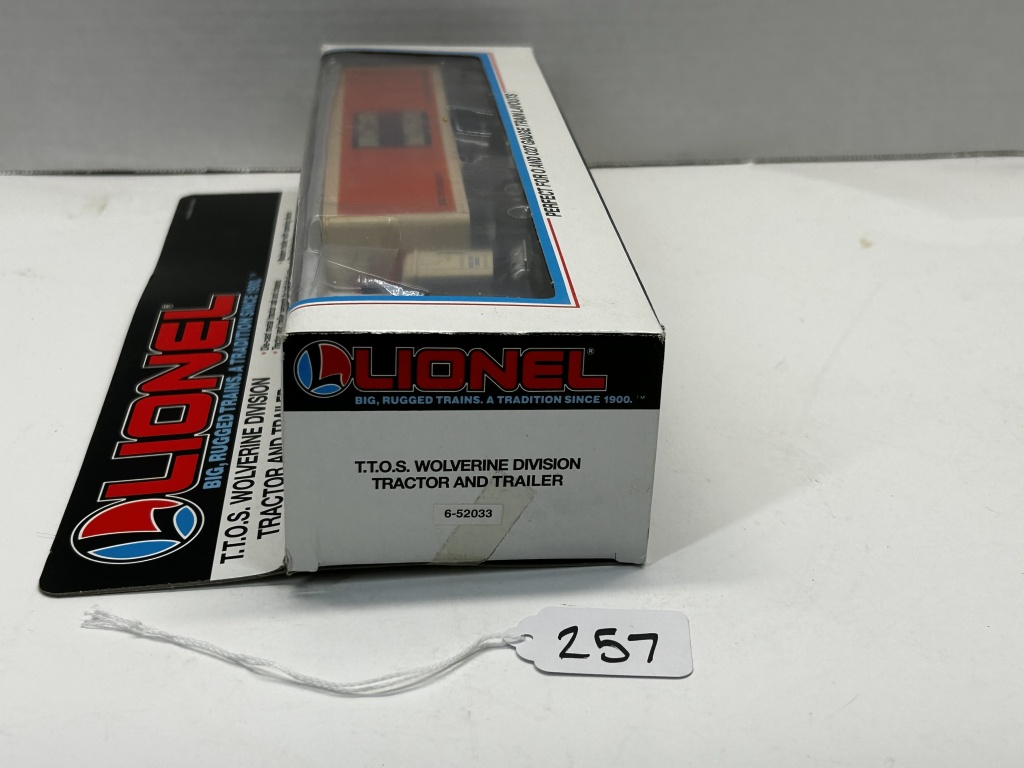 PERFECT FOR O AND O27 GAUGE TRAIN LAYOUTS
LIONEL®
BIG, RUGGED TRAINS. A TRADITION SINCE 1900.™
T.T.O.S. WOLVERINE DIVISION
TRACTOR AND TRAILER
6-52033
LIONEL®
BIG, RUGGED TRAINS. A TRADITION SINCE 1900.
T.T.O.S. WOLVERINE DIVISION
TRACTOR AND TRAILER
257